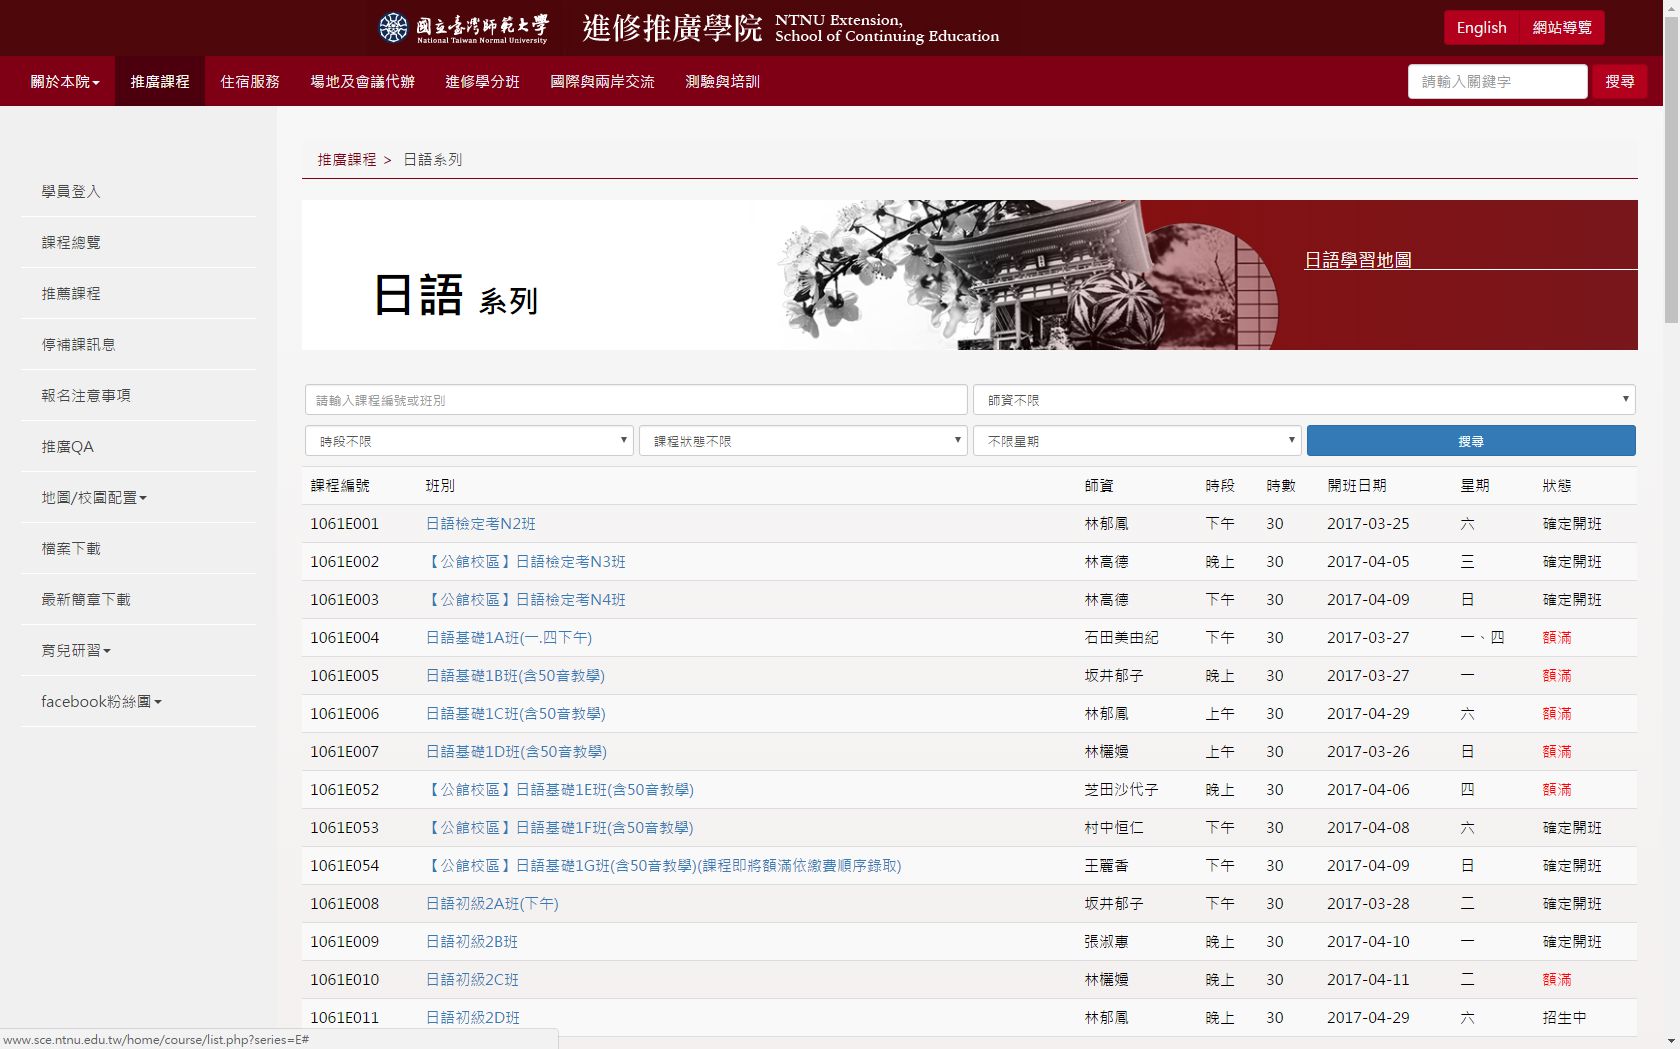 國立臺灣師範大學
National Taiwan Normal University
進修推廣學院
NTNU Extension,
School of Continuing Education
English 網站導覽
關於本院 推廣課程 住宿服務 場地及會議代辦 進修學分班 國際與兩岸交流 測驗與培訓 請輸入關鍵字 搜尋
學員登入
課程總覽
推薦課程
停補課訊息
報名注意事項
推廣QA
地圖/校園配置
檔案下載
最新簡章下載
育兒研習
facebook粉絲團
推廣課程 > 日語系列
日語 系列
日語學習地圖
請輸入課程編號或班別 師資不限
時段不限 課程狀態不限 不限星期 搜尋
課程編號 班別 師資 時段 時數 開班日期 星期 狀態
1061E001 日語檢定考N2班 林郁鳳 下午 30 2017-03-25 六 確定開班
1061E002 【公館校區】日語檢定考N3班 林高德 晚上 30 2017-04-05 三 確定開班
1061E003 【公館校區】日語檢定考N4班 林高德 下午 30 2017-04-09 日 確定開班
1061E004 日語基礎1A班(一.四下午) 石田美由紀 下午 30 2017-03-27 一、四 額滿
1061E005 日語基礎1B班(含50音教學) 坂井郁子 晚上 30 2017-03-27 一 額滿
1061E006 日語基礎1C班(含50音教學) 林郁鳳 上午 30 2017-04-29 六 額滿
1061E007 日語基礎1D班(含50音教學) 林欐嫚 上午 30 2017-03-26 日 額滿
1061E052 【公館校區】日語基礎1E班(含50音教學) 芝田沙代子 晚上 30 2017-04-06 四 額滿
1061E053 【公館校區】日語基礎1F班(含50音教學) 村中恒仁 下午 30 2017-04-08 六 確定開班
1061E054 【公館校區】日語基礎1G班(含50音教學)(課程即將額滿依繳費順序錄取) 王麗香 下午 30 2017-04-09 日 確定開班
1061E008 日語初級2A班(下午) 坂井郁子 下午 30 2017-03-28 二 確定開班
1061E009 日語初級2B班 張淑惠 晚上 30 2017-04-10 一 確定開班
1061E010 日語初級2C班 林欐嫚 晚上 30 2017-04-11 二 額滿
1061E011 日語初級2D班 林郁鳳 晚上 30 2017-04-29 六 招生中
www.sce.ntnu.edu.tw/home/course/list.php?series=E#